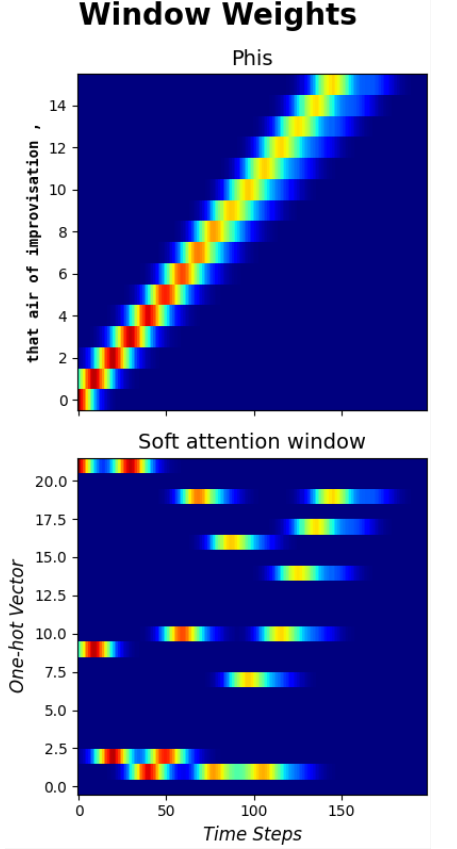 Window Weights
Phis
that air of improvisation ,
14
12
10
8
6
4
2
0
Soft attention window
One-hot Vector
20.0
17.5
15.0
12.5
10.0
7.5
5.0
2.5
0.0
0 50 100 150
Time Steps